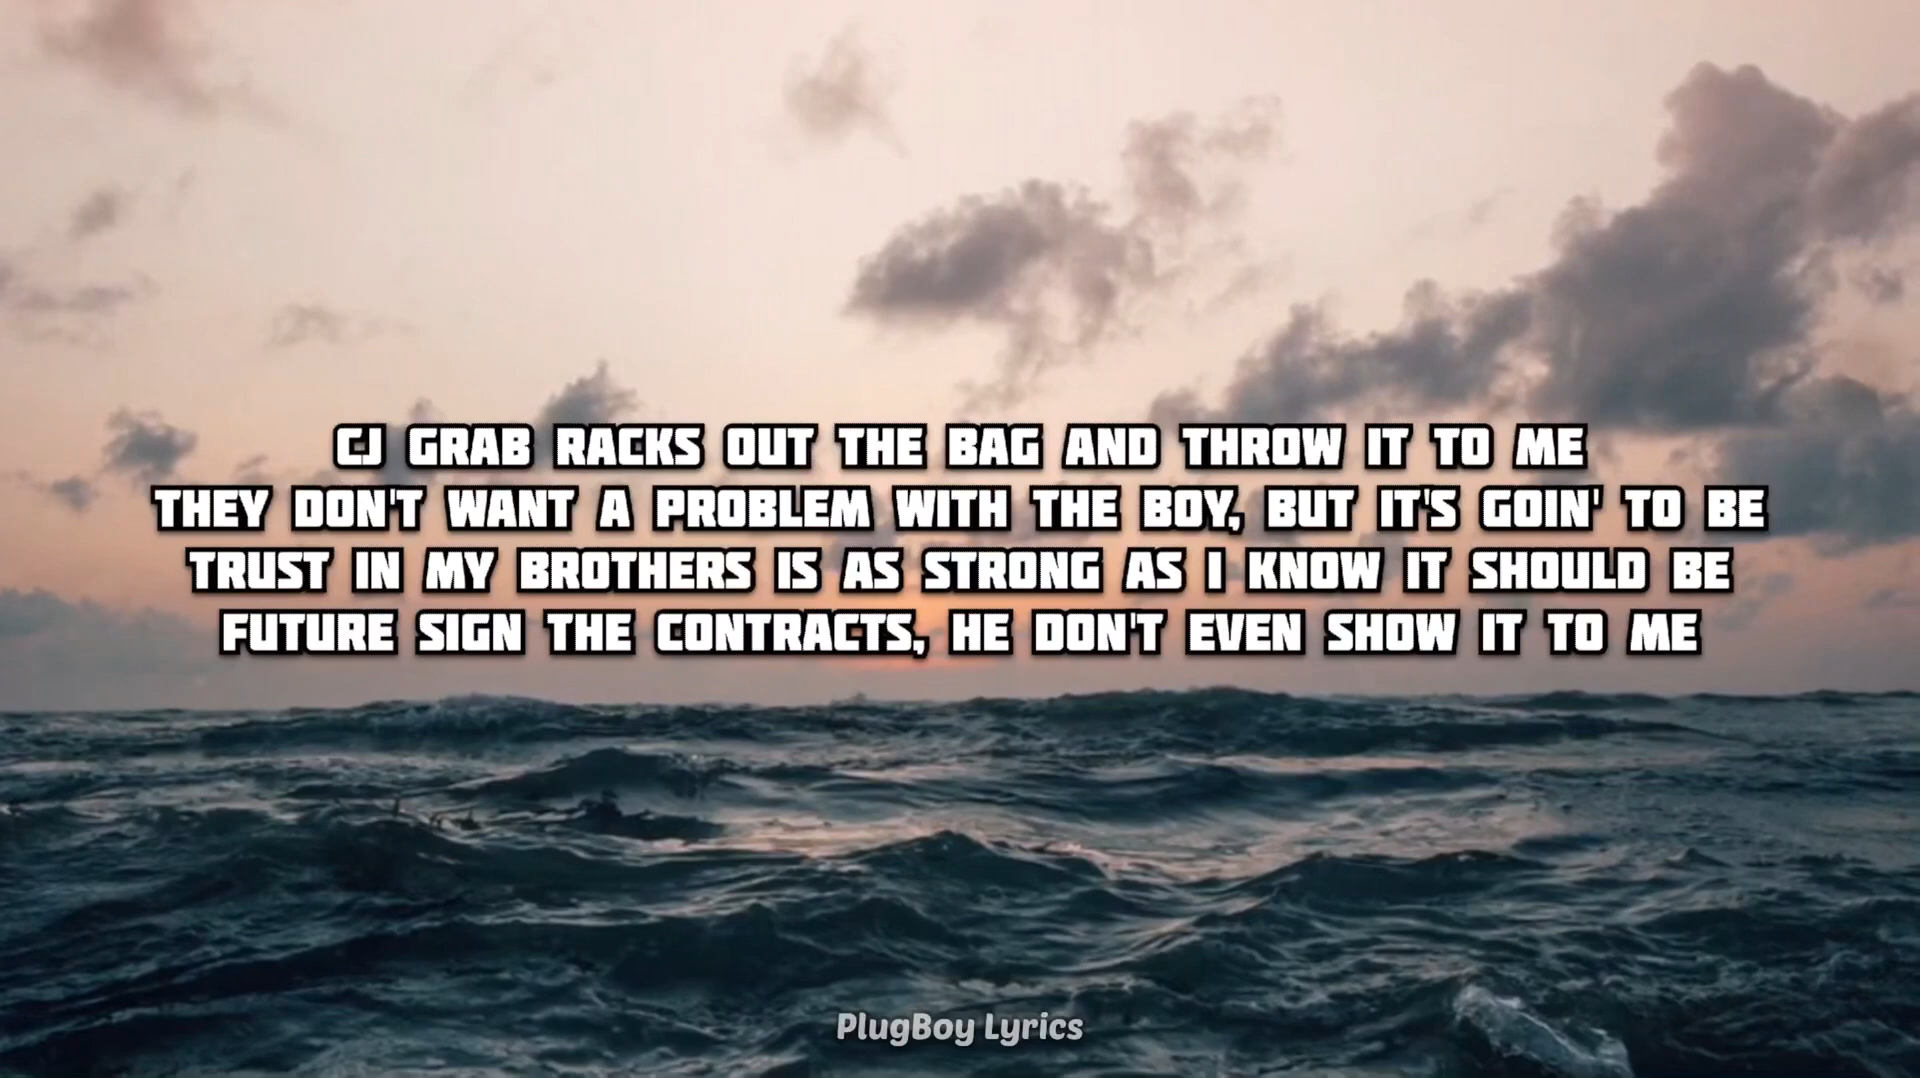 CJ GRAB RACKS OUT THE BAG AND THROW IT TO ME
THEY DON'T WANT A PROBLEM WITH THE BOY, BUT IT'S GOIN' TO BE
TRUST IN MY BROTHERS IS AS STRONG AS I KNOW IT SHOULD BE
FUTURE SIGN THE CONTRACTS, HE DON'T EVEN SHOW IT TO ME
PlugBoy Lyrics